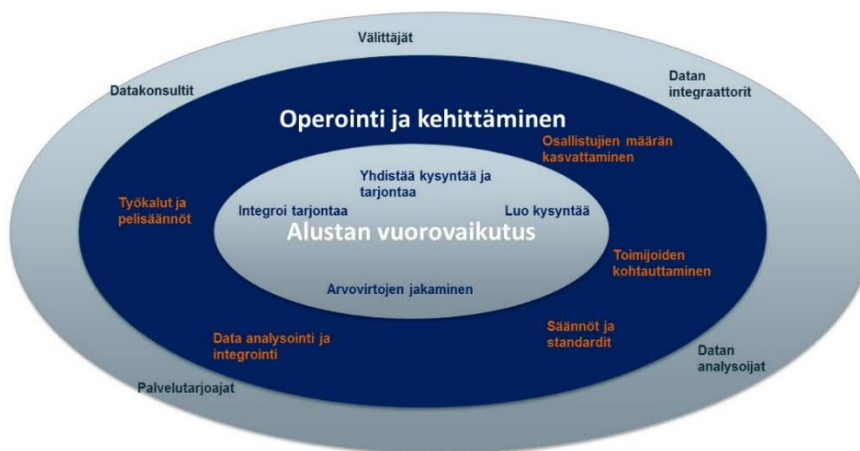 Välittäjät
Datakonsultit
Datan
integraattorit
Operointi ja kehittäminen
Osallistujien määrän
kasvattaminen
Yhdistää kysyntää ja
tarjontaa
Työkalut ja
pelisäännöt
Integroi tarjontaa
Luo kysyntää
Alustan vuorovaikutus
Toimijoiden
kohtauttaminen
Arvovirtojen jakaminen
Data analysointi ja
integrointi
Säännöt ja
standardit
Datan
analysoijat
Palvelutarjoajat